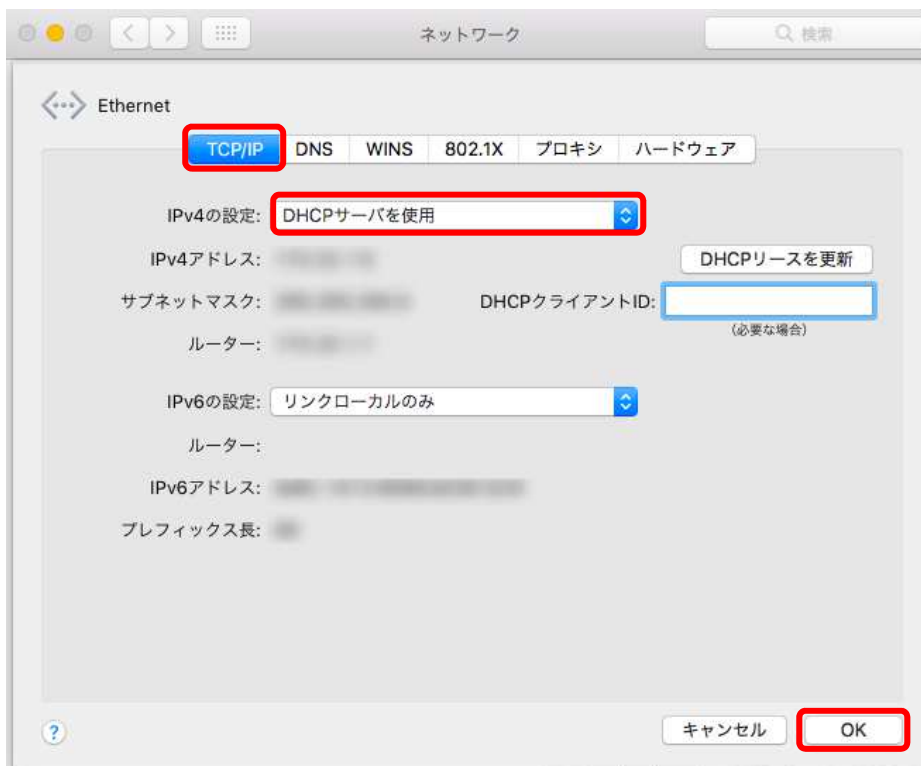 ネットワーク
検索
Ethernet
TCP/IP DNS WINS 802.1X プロキシ ハードウェア
IPv4の設定: DHCPサーバを使用
IPv4アドレス: DHCPリースを更新
サブネットマスク: DHCPクライアントID:
(必要な場合)
ルーター:
IPv6の設定: リンクローカルのみ
ルーター:
IPv6アドレス:
プレフィックス長:
? キャンセル OK